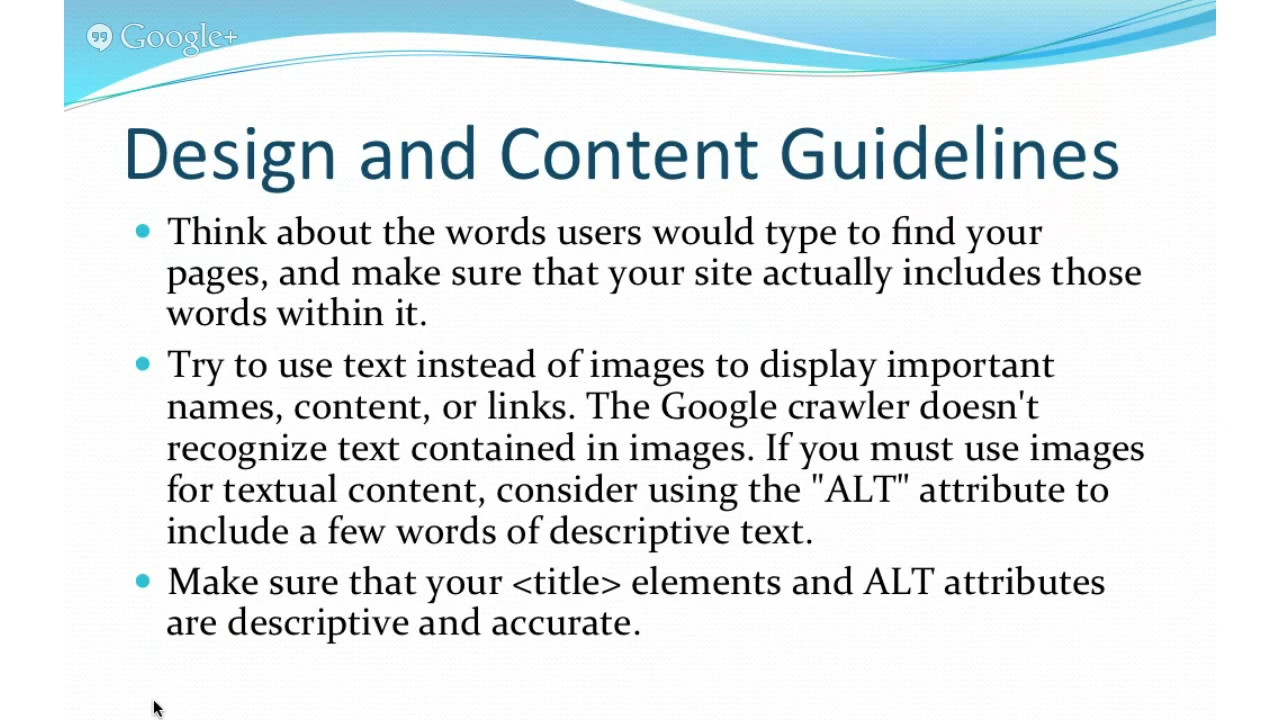 Google+
Design and Content Guidelines
• Think about the words users would type to find your
pages, and make sure that your site actually includes those
words within it.
• Try to use text instead of images to display important
names, content, or links. The Google crawler doesn't
recognize text contained in images. If you must use images
for textual content, consider using the "ALT" attribute to
include a few words of descriptive text.
• Make sure that your <title> elements and ALT attributes
are descriptive and accurate.